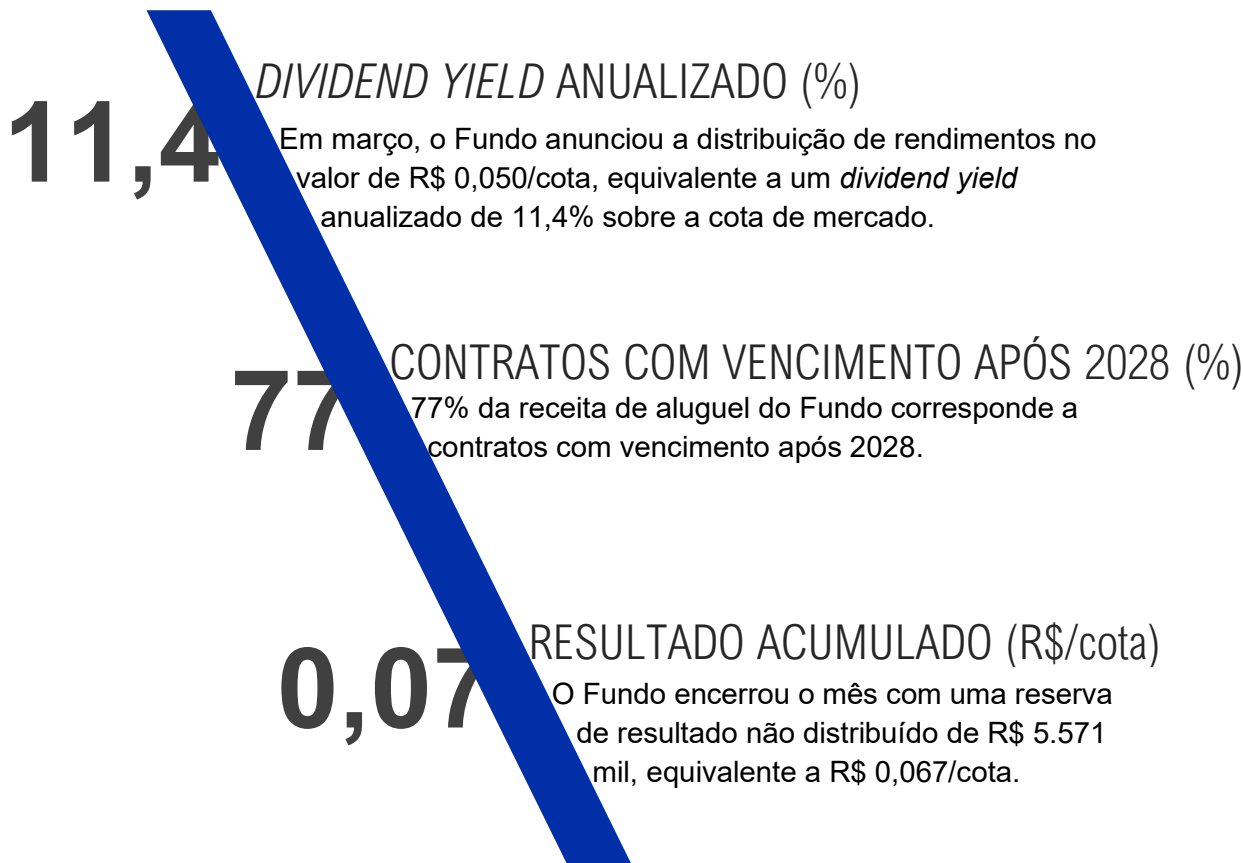 DIVIDEND YIELD ANUALIZADO (%)
11,4
Em março, o Fundo anunciou a distribuição de rendimentos no
valor de R$ 0,050/cota, equivalente a um dividend yield
anualizado de 11,4% sobre a cota de mercado.
CONTRATOS COM VENCIMENTO APÓS 2028 (%)
77
77% da receita de aluguel do Fundo corresponde a
contratos com vencimento após 2028.
RESULTADO ACUMULADO (R$/cota)
0,07
O Fundo encerrou o mês com uma reserva
de resultado não distribuído de R$ 5.571
mil, equivalente a R$ 0,067/cota.